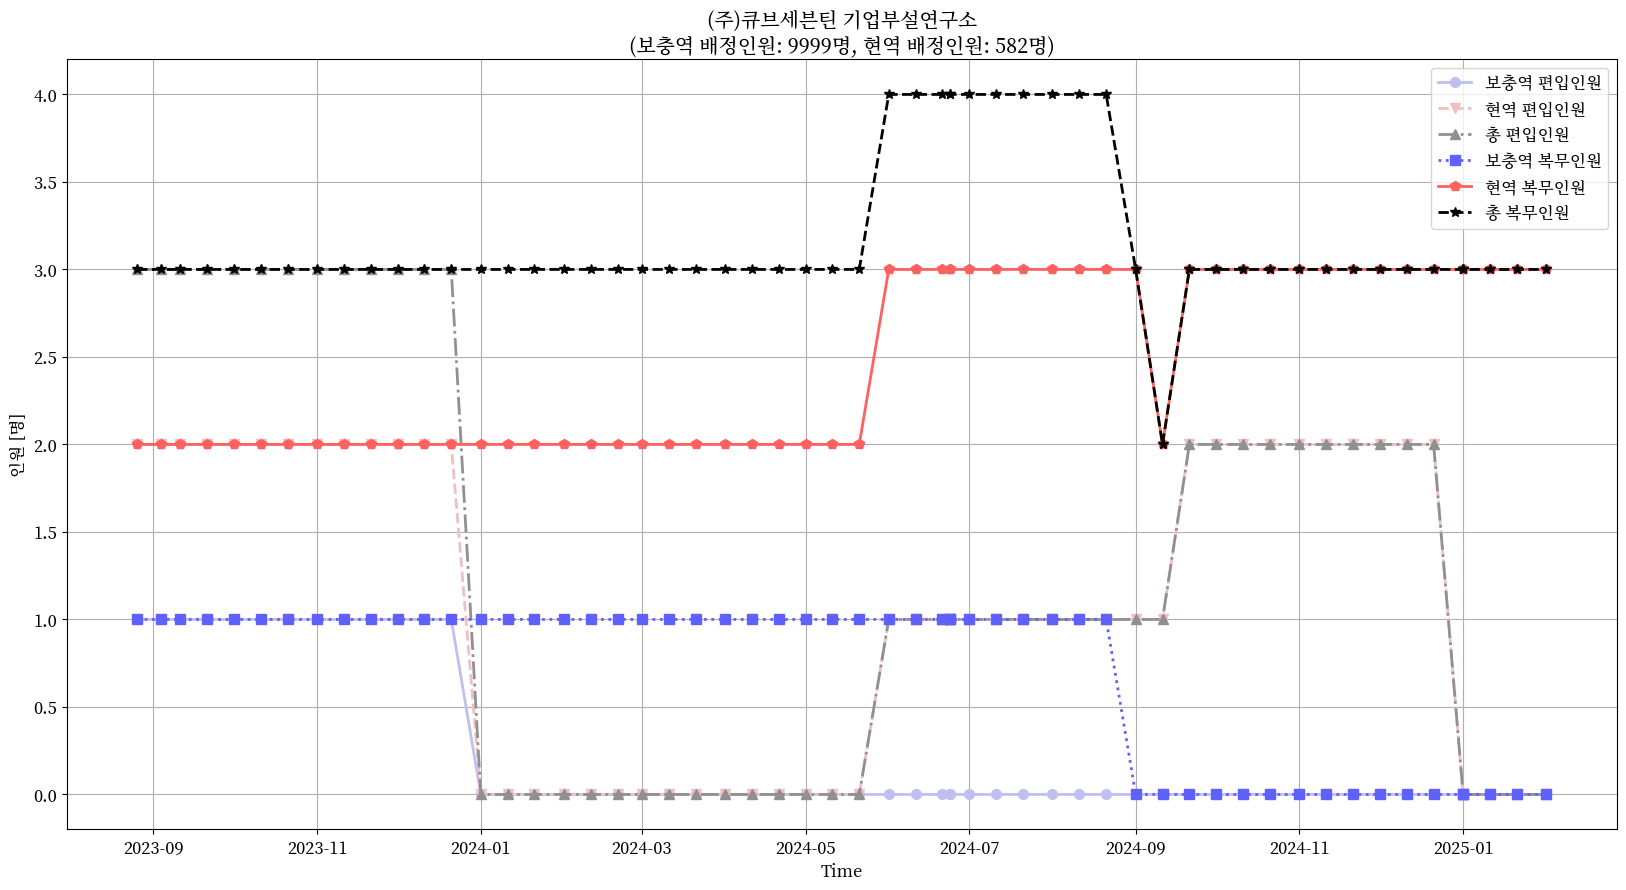 (주)큐브세븐틴 기업부설연구소
(보충역 배정인원: 9999명, 현역 배정인원: 582명)
보충역 편입인원
현역 편입인원
총 편입인원
보충역 복무인원
현역 복무인원
총 복무인원
인원 [명]
4.0
3.5
3.0
2.5
2.0
1.5
1.0
0.5
0.0
2023-09
2023-11
2024-01
2024-03
2024-05
2024-07
2024-09
2024-11
2025-01
Time